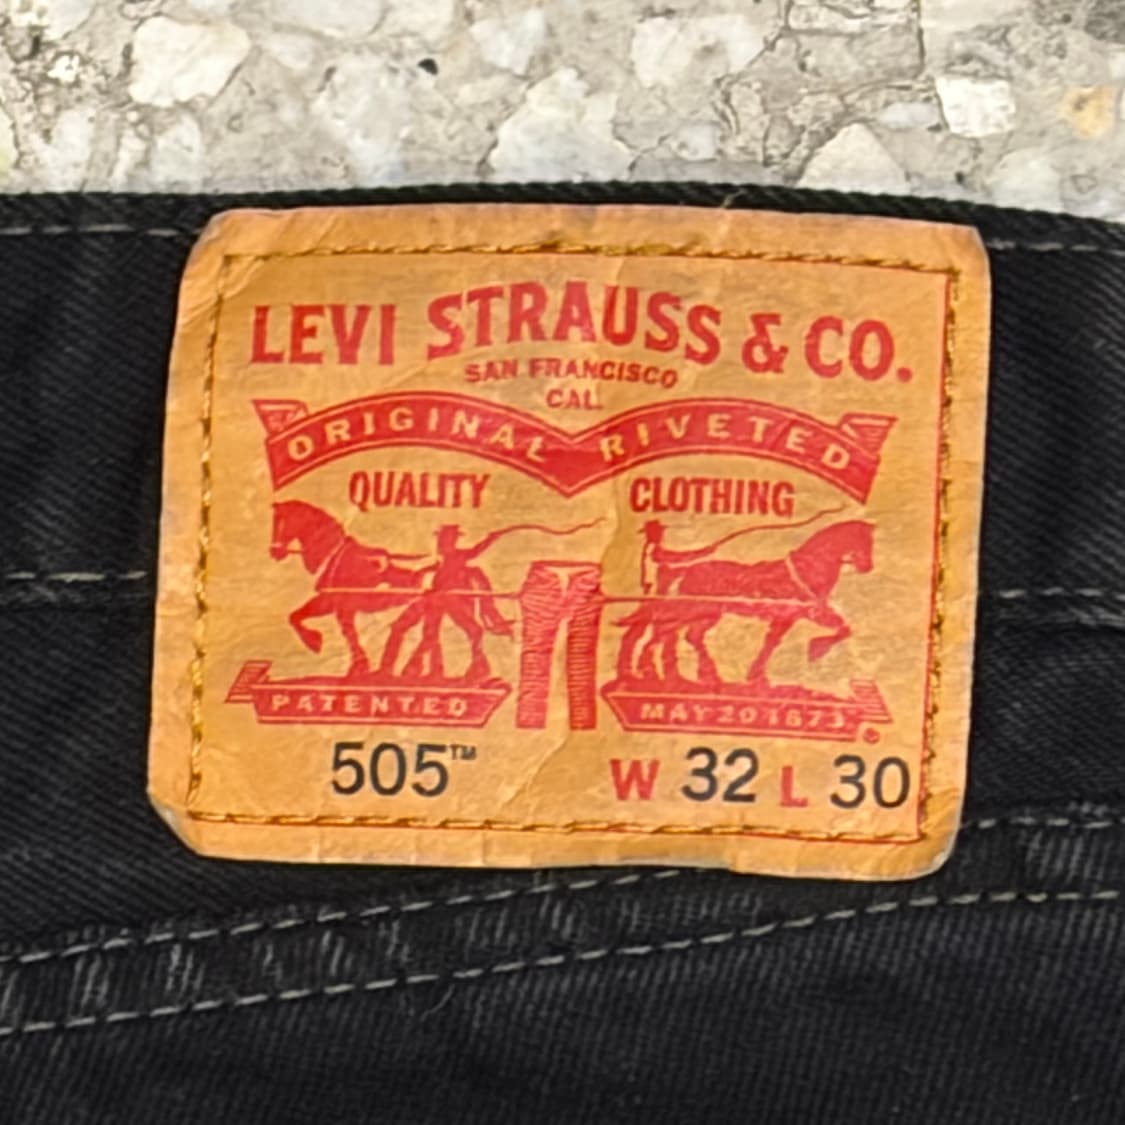 LEVI STRAUSS & CO.
SAN FRANCISCO
CAL.
ORIGINAL RIVETED
QUALITY CLOTHING
PATENTED MAY 20 1873 ®
505™ W 32 L 30